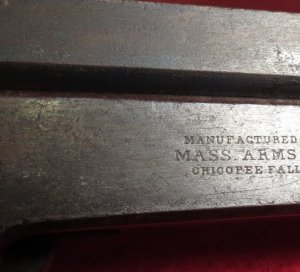 MANUFACTURED
MASS. ARMS
CHICOPEE FALL